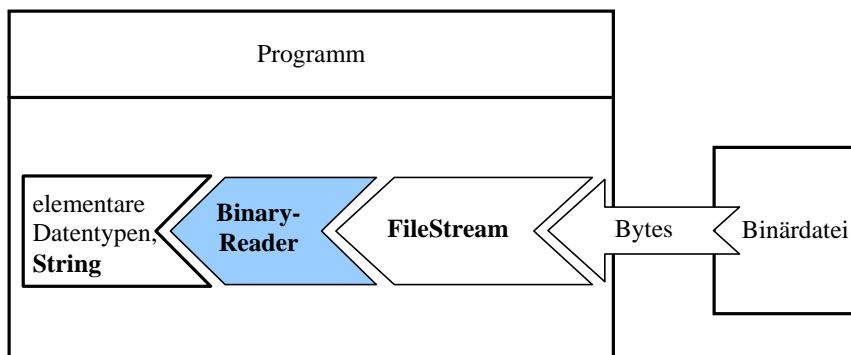 Programm
elementare
Datentypen,
String
Binary-
Reader
FileStream
Bytes
Binärdatei